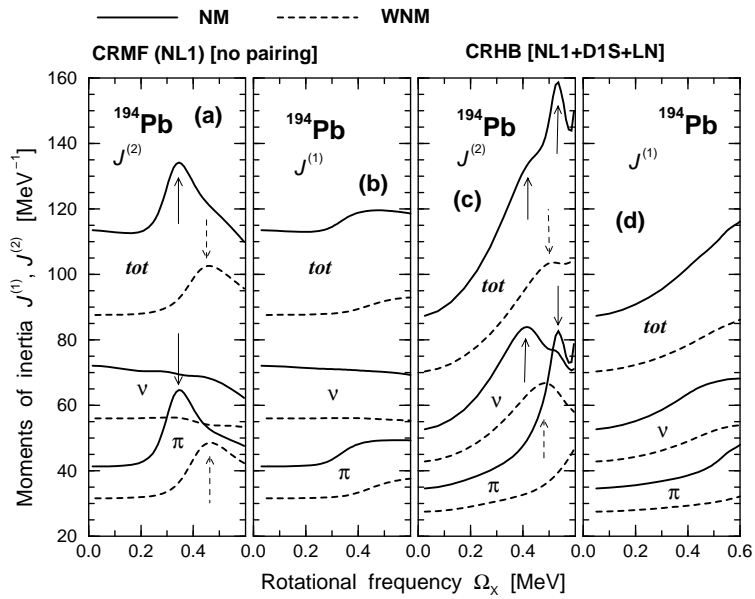 NM WNM
CRMF (NL1) [no pairing] CRHB [NL1+D1S+LN]
Moments of inertia J(1), J(2) [MeV−1]
160
140
120
100
80
60
40
20
194Pb (a)
J(2)
tot
ν
π
0.0 0.2 0.4
194Pb
J(1)
(b)
tot
ν
π
0.0 0.2 0.4
194Pb
J(2)
(c)
tot
ν
π
0.0 0.2 0.4
194Pb
J(1)
(d)
tot
ν
π
0.0 0.2 0.4 0.6
Rotational frequency Ωx [MeV]